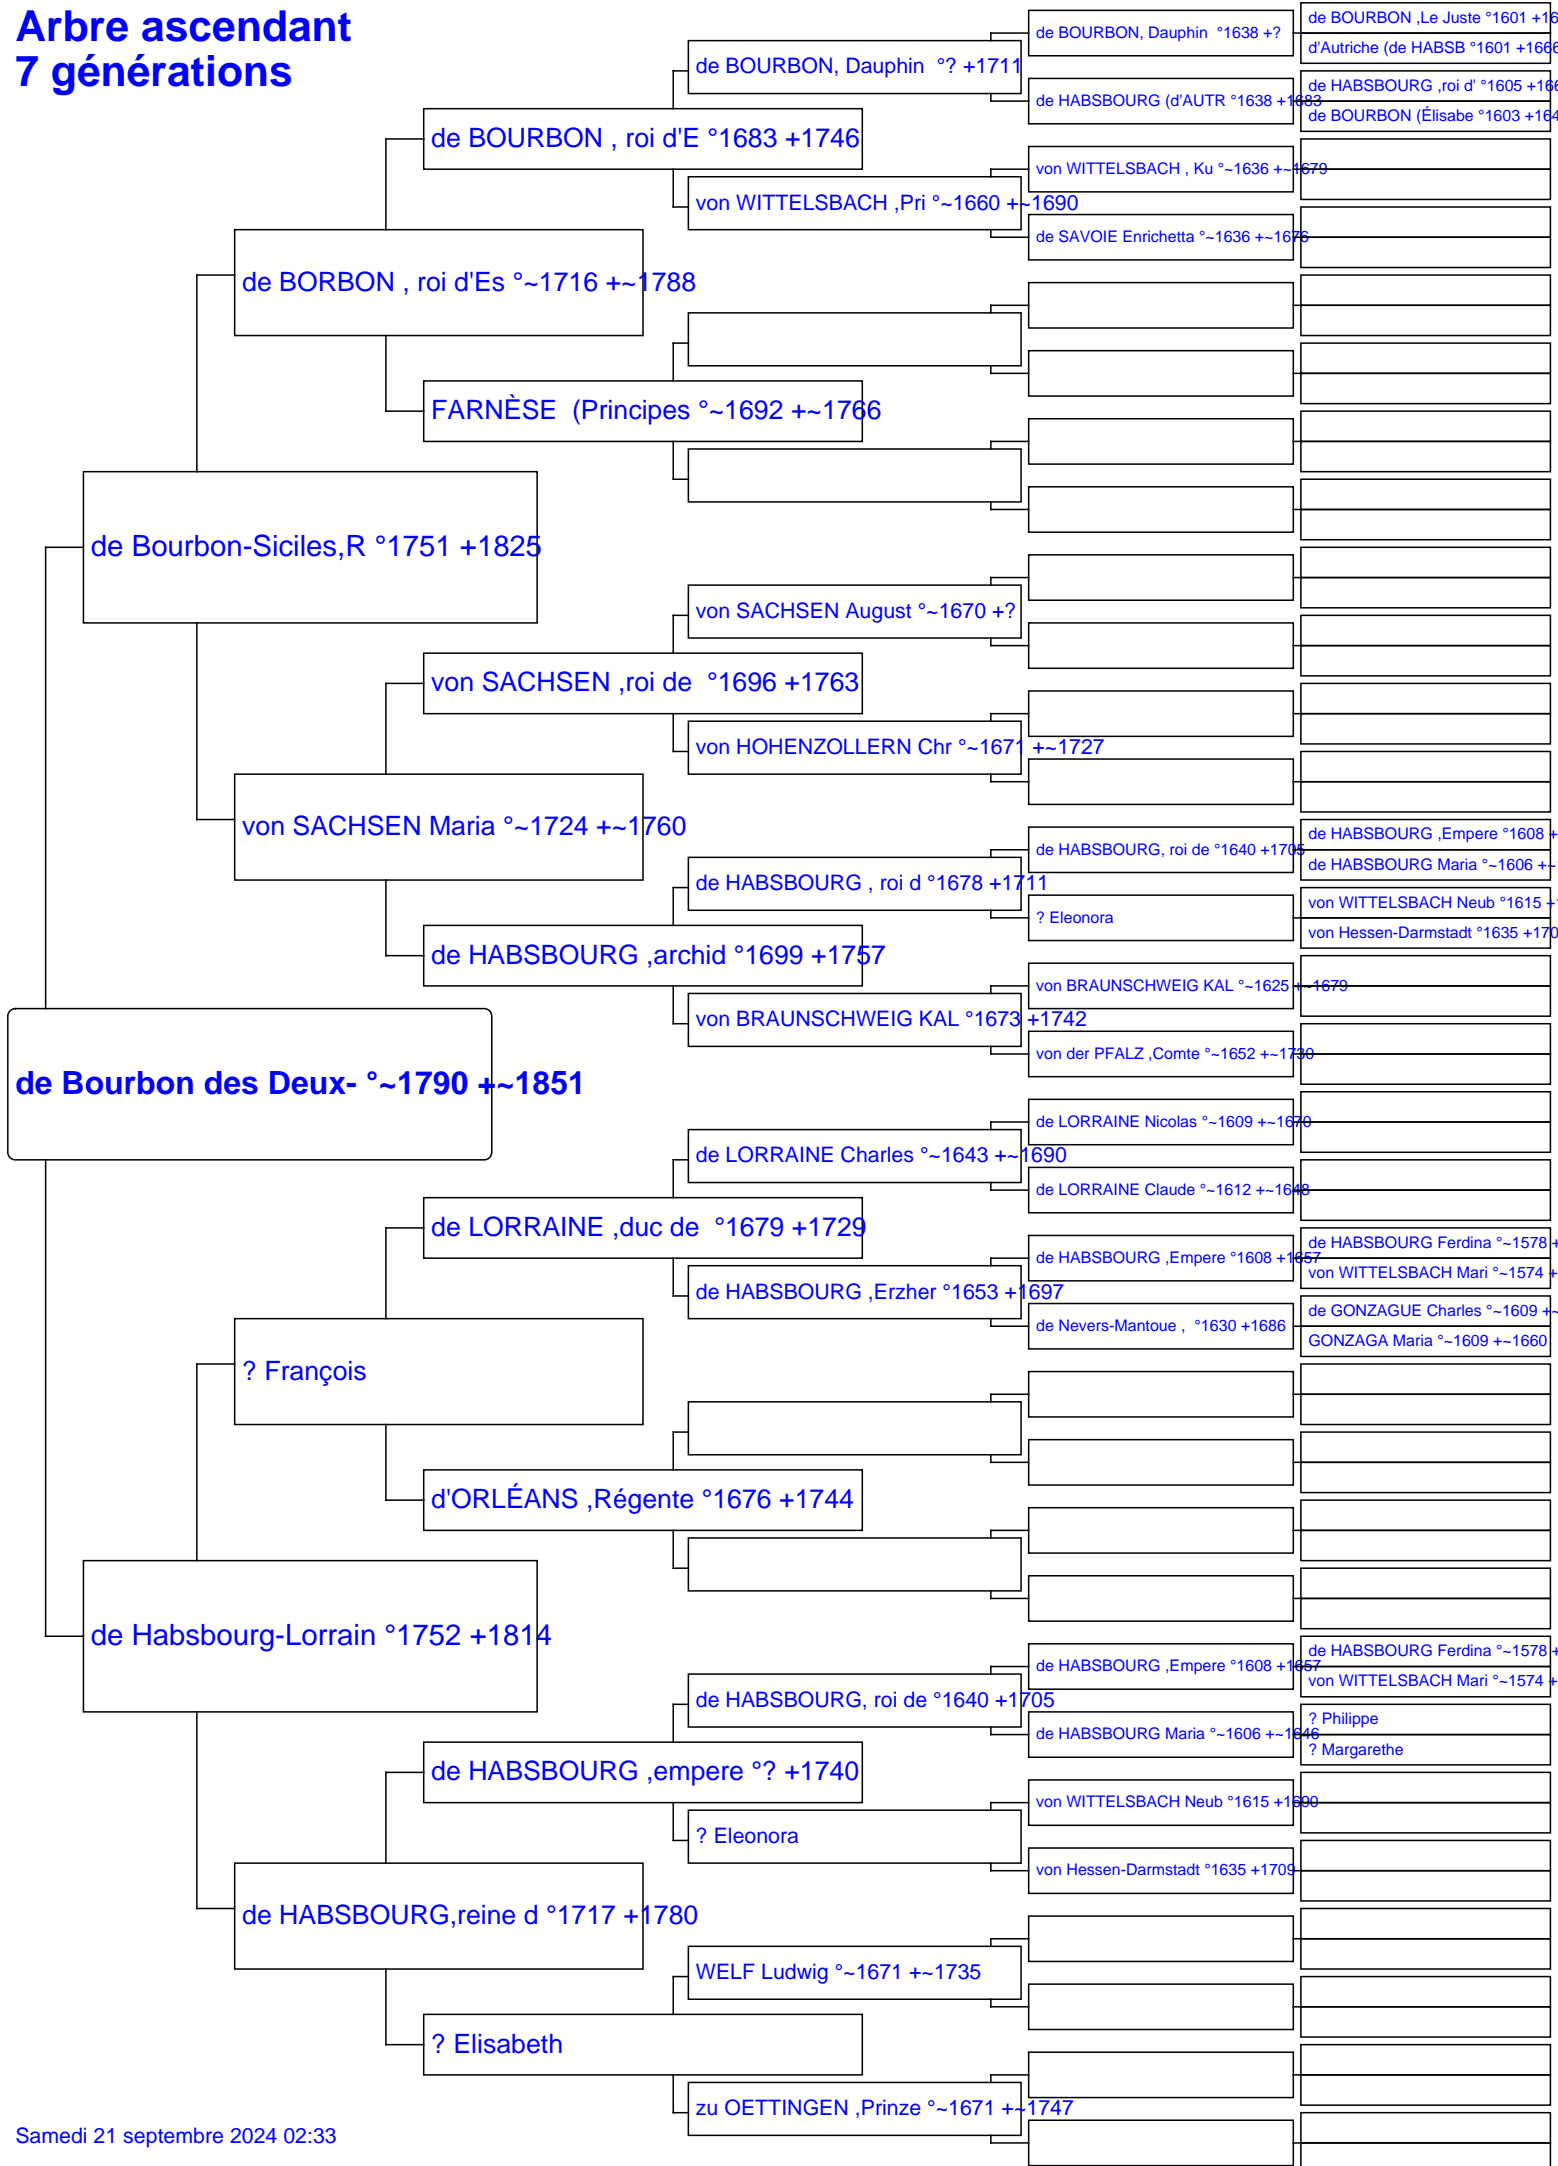 Arbre ascendant
7 générations
de BOURBON ,Le Juste °1601 +16
de BOURBON, Dauphin  °1638 +?
d'Autriche (de HABSB °1601 +1666
de BOURBON, Dauphin  °? +1711
de HABSBOURG ,roi d' °1605 +166
de HABSBOURG (d'AUTR °1638 +1683
de BOURBON (Élisabe °1603 +164
de BOURBON , roi d'E °1683 +1746
von WITTELSBACH , Ku °~1636 +~1679
von WITTELSBACH ,Pri °~1660 +~1690
de SAVOIE Enrichetta °~1636 +~1676
de BORBON , roi d'Es °~1716 +~1788
FARNÈSE  (Principes °~1692 +~1766
de Bourbon-Siciles,R °1751 +1825
von SACHSEN August °~1670 +?
von SACHSEN ,roi de  °1696 +1763
von HOHENZOLLERN Chr °~1671 +~1727
von SACHSEN Maria °~1724 +~1760
de HABSBOURG ,Empere °1608 +
de HABSBOURG, roi de °1640 +1705
de HABSBOURG Maria °~1606 +~
de HABSBOURG , roi d °1678 +1711
von WITTELSBACH Neub °1615 +1
? Eleonora
von Hessen-Darmstadt °1635 +170
de HABSBOURG ,archid °1699 +1757
von BRAUNSCHWEIG KAL °~1625 +~1679
von BRAUNSCHWEIG KAL °1673 +1742
von der PFALZ ,Comte °~1652 +~1730
de Bourbon des Deux- °~1790 +~1851
de LORRAINE Nicolas °~1609 +~1670
de LORRAINE Charles °~1643 +~1690
de LORRAINE Claude °~1612 +~1648
de LORRAINE ,duc de  °1679 +1729
de HABSBOURG Ferdina °~1578 +
de HABSBOURG ,Empere °1608 +1657
von WITTELSBACH Mari °~1574 +
de HABSBOURG ,Erzher °1653 +1697
de GONZAGUE Charles °~1609 +~
de Nevers-Mantoue ,  °1630 +1686
GONZAGA Maria °~1609 +~1660
? François
d'ORLÉANS ,Régente °1676 +1744
de Habsbourg-Lorrain °1752 +1814
de HABSBOURG Ferdina °~1578 +
de HABSBOURG ,Empere °1608 +1657
von WITTELSBACH Mari °~1574 +
de HABSBOURG, roi de °1640 +1705
? Philippe
de HABSBOURG Maria °~1606 +~1646
? Margarethe
de HABSBOURG ,empere °? +1740
von WITTELSBACH Neub °1615 +1690
? Eleonora
von Hessen-Darmstadt °1635 +1709
de HABSBOURG,reine d °1717 +1780
WELF Ludwig °~1671 +~1735
? Elisabeth
zu OETTINGEN ,Prinze °~1671 +~1747
Samedi 21 septembre 2024 02:33